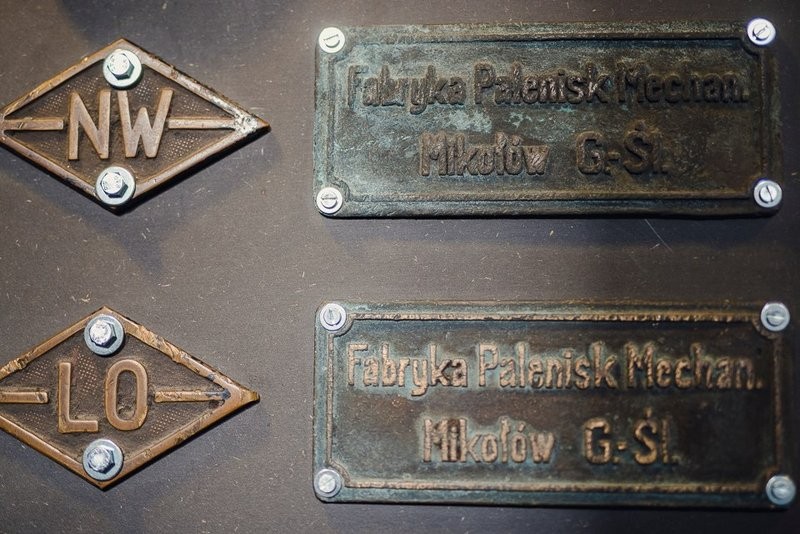 NW
Fabryka Palenisk Mechan.
Mikołów G.-Śl.
LO
Fabryka Palenisk Mechan.
Mikołów G.-Śl.